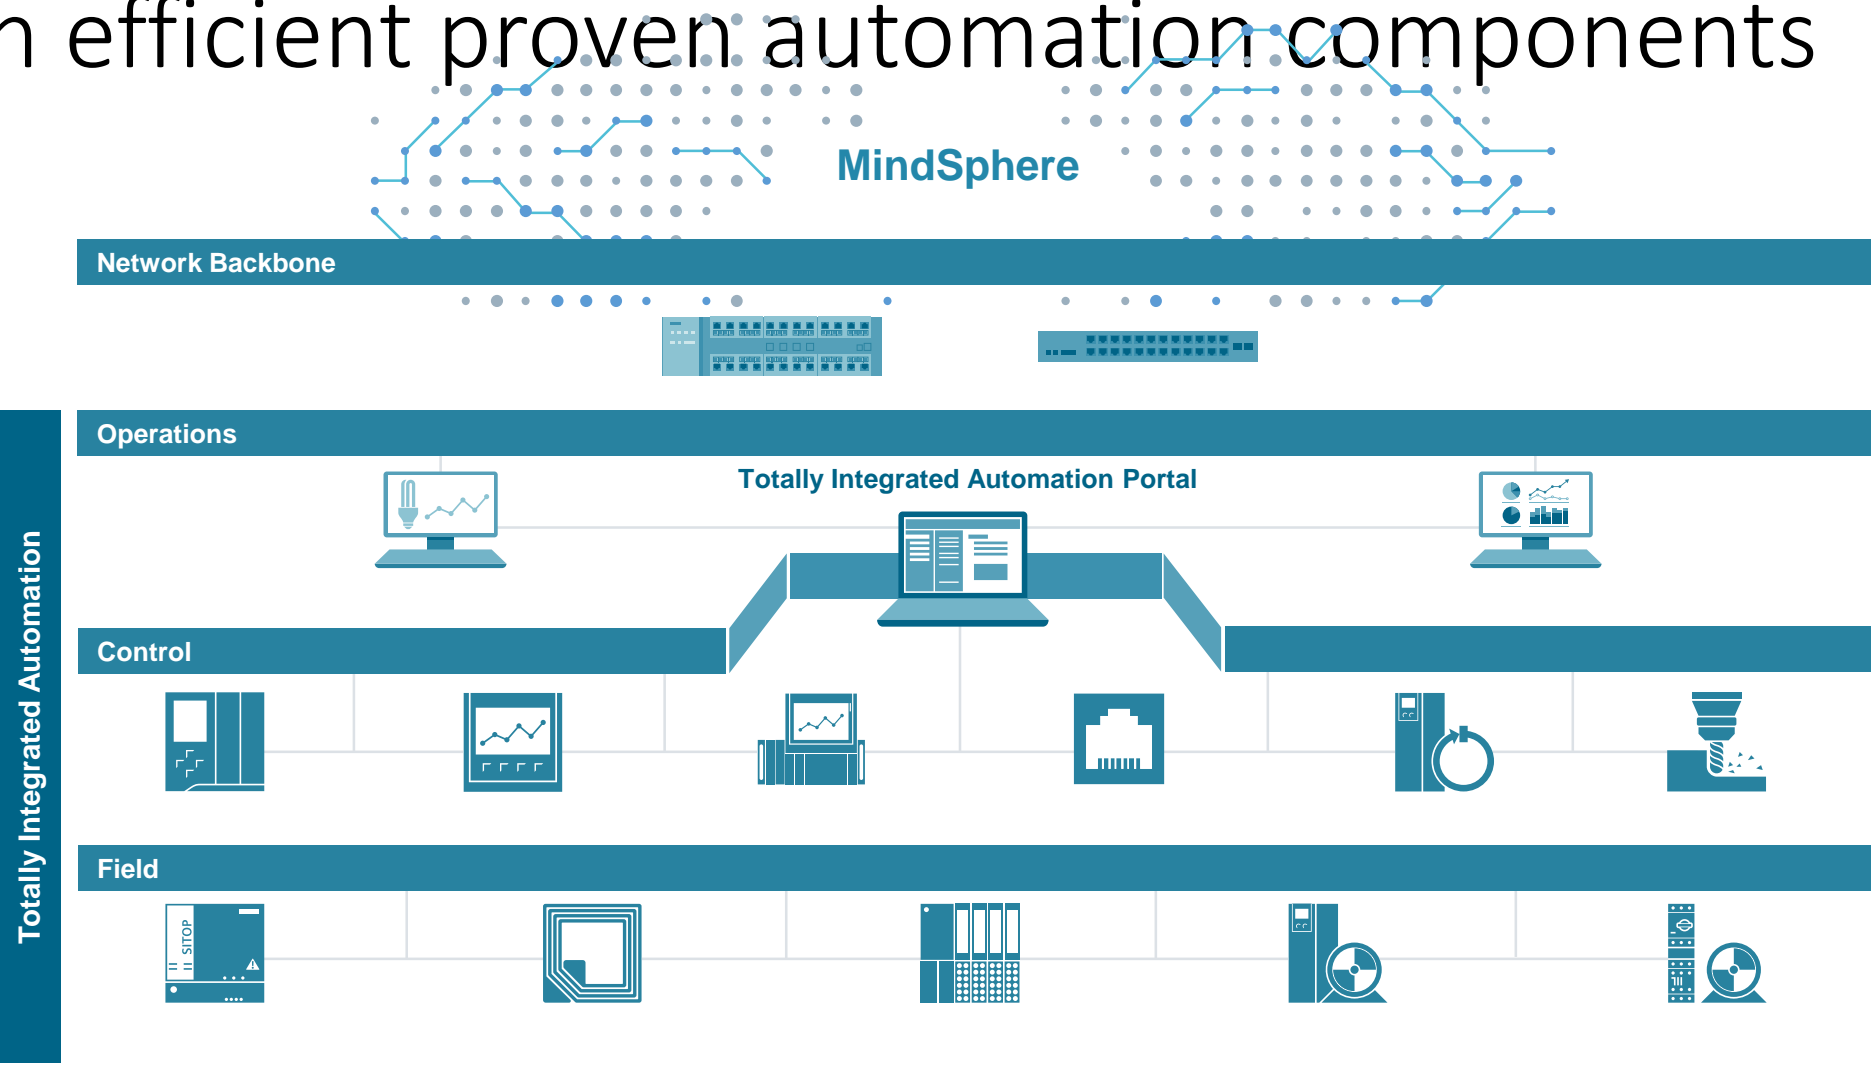 n efficient proven automation components
MindSphere
Network Backbone
Operations
Totally Integrated Automation Portal
Control
Totally Integrated Automation
Field
SITOP